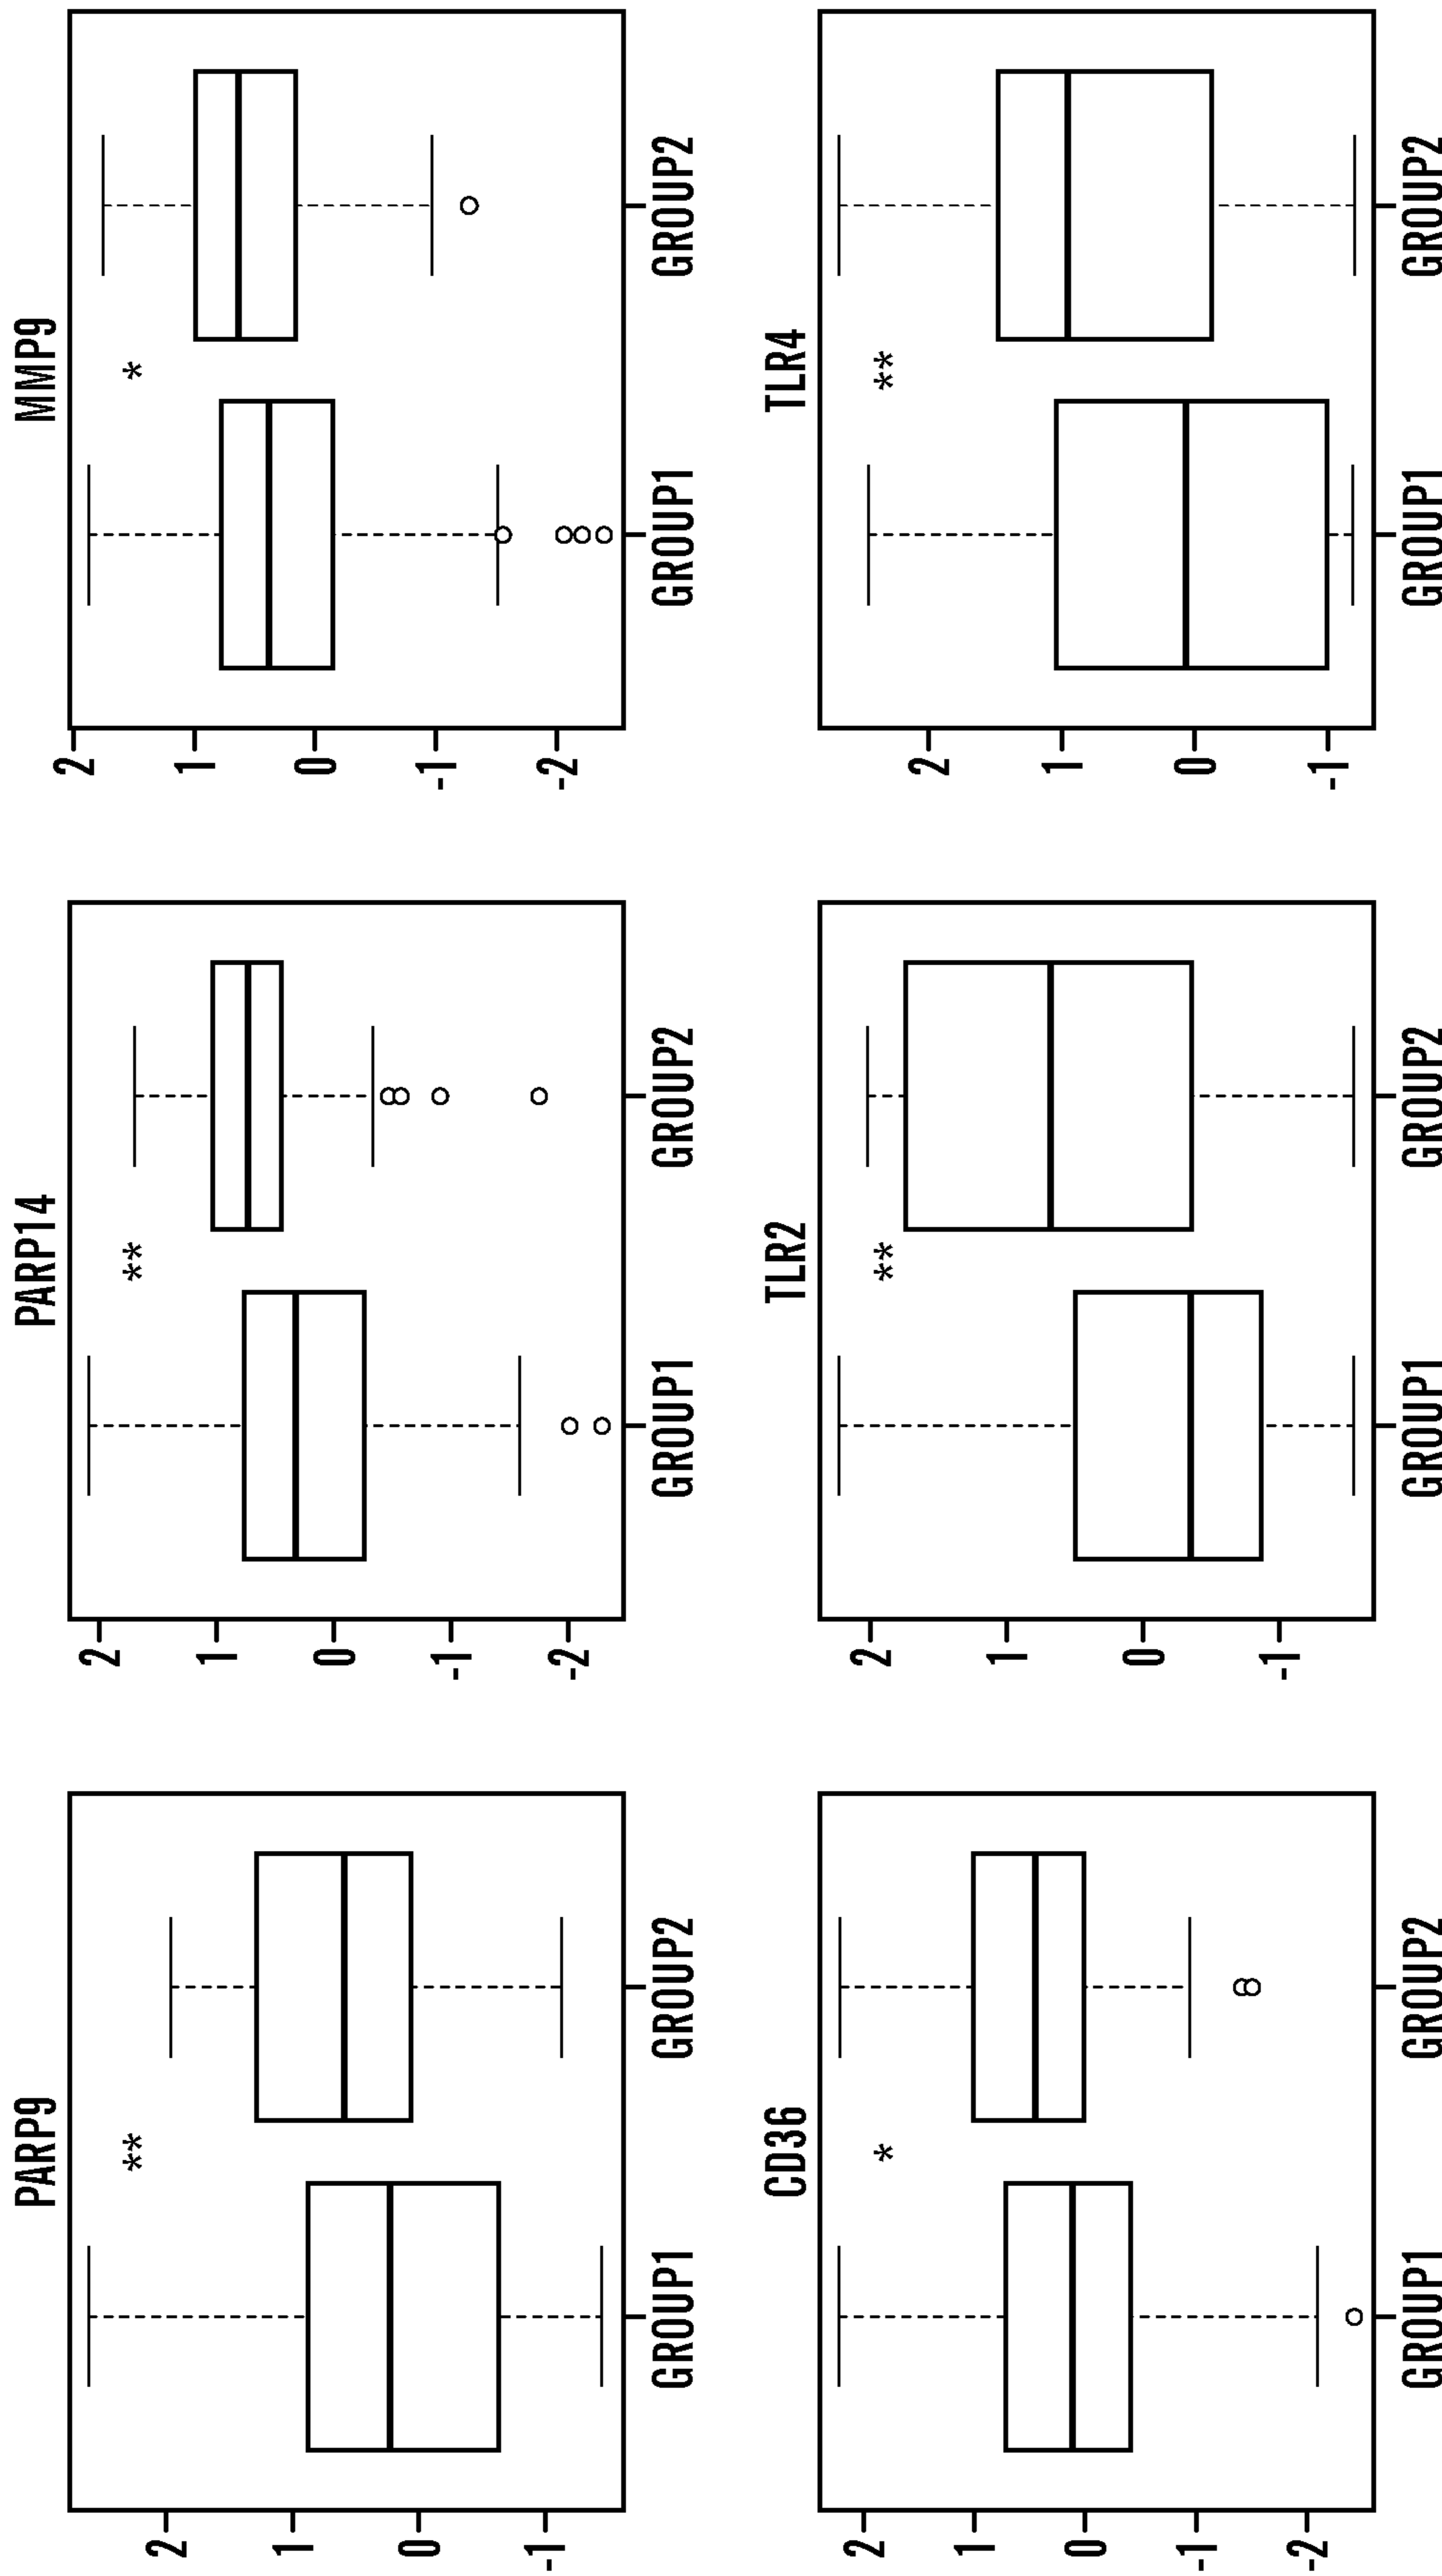 PARP9
**
2
1
0
-1
GROUP1 GROUP2
PARP14
**
2
1
0
-1
-2
GROUP1 GROUP2
MMP9
*
2
1
0
-1
-2
GROUP1 GROUP2
CD36
*
2
1
0
-1
-2
GROUP1 GROUP2
TLR2
**
2
1
0
-1
GROUP1 GROUP2
TLR4
**
2
1
0
-1
GROUP1 GROUP2